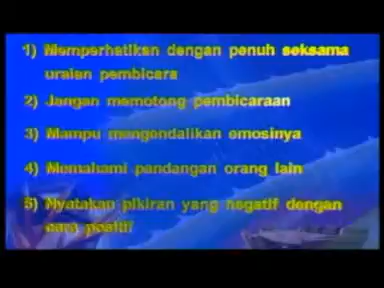 1) Memperhatikan dengan penuh seksama
uraian pembicara
2) Jangan memotong pembicaraan
3) Mampu mengendalikan emosinya
4) Memahami pandangan orang lain
5) Nyatakan pikiran yang negatif dengan
cara positif